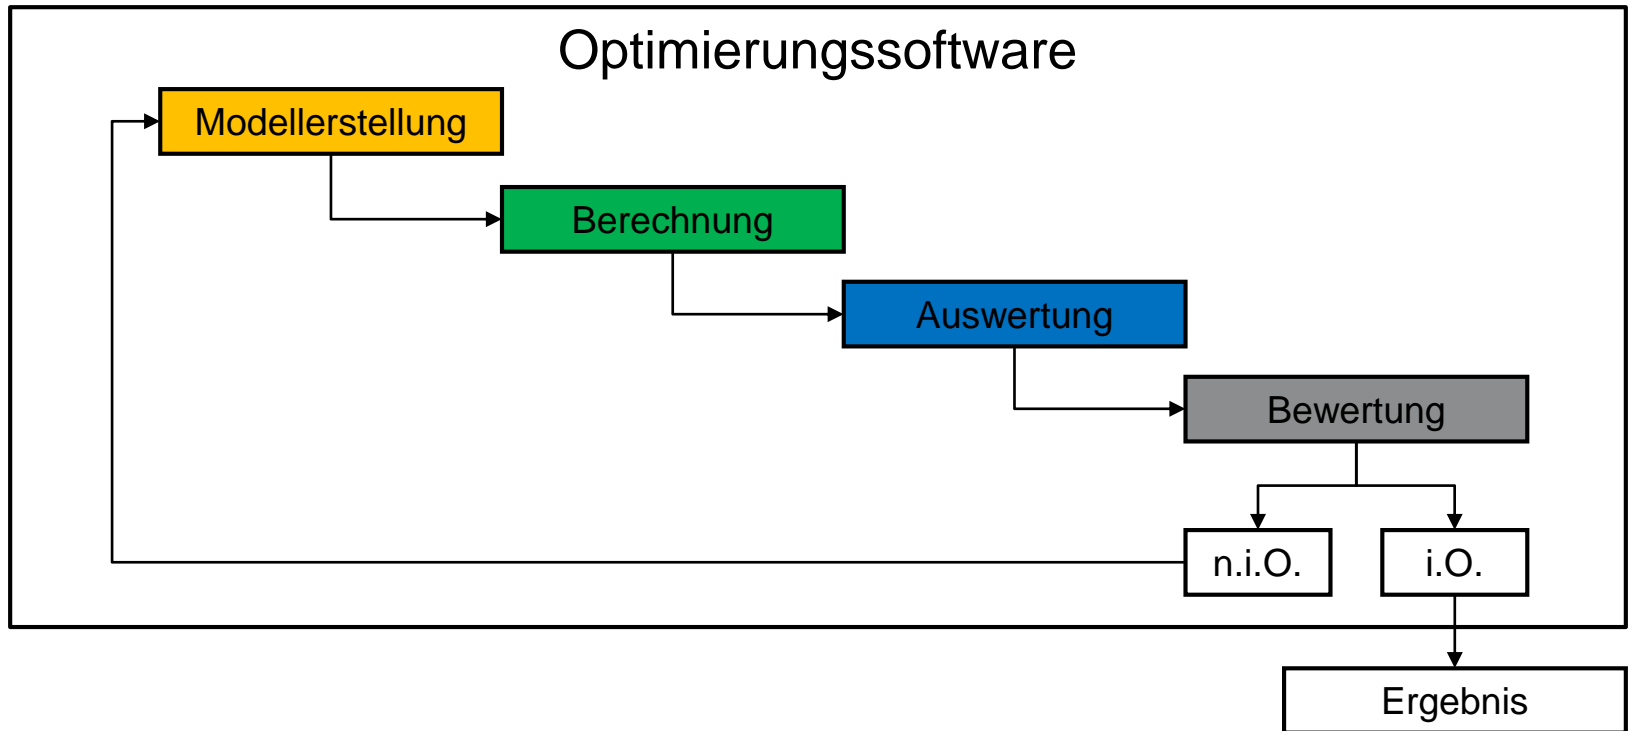 Optimierungssoftware
Modellerstellung
Berechnung
Auswertung
Bewertung
n.i.O.
i.O.
Ergebnis